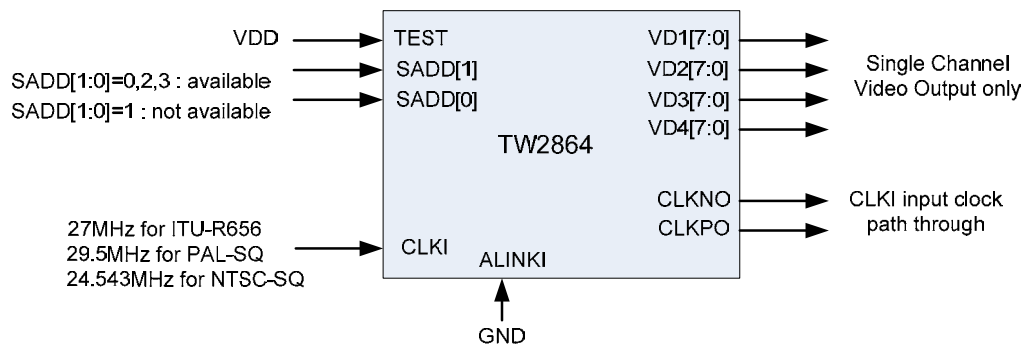 VDD
SADD[1:0]=0,2,3 : available
SADD[1:0]=1 : not available
27MHz for ITU-R656
29.5MHz for PAL-SQ
24.543MHz for NTSC-SQ
TEST
SADD[1]
SADD[0]
CLKI
TW2864
ALINKI
GND
VD1[7:0]
VD2[7:0]
VD3[7:0]
VD4[7:0]
CLKNO
CLKPO
Single Channel
Video Output only
CLKI input clock
path through